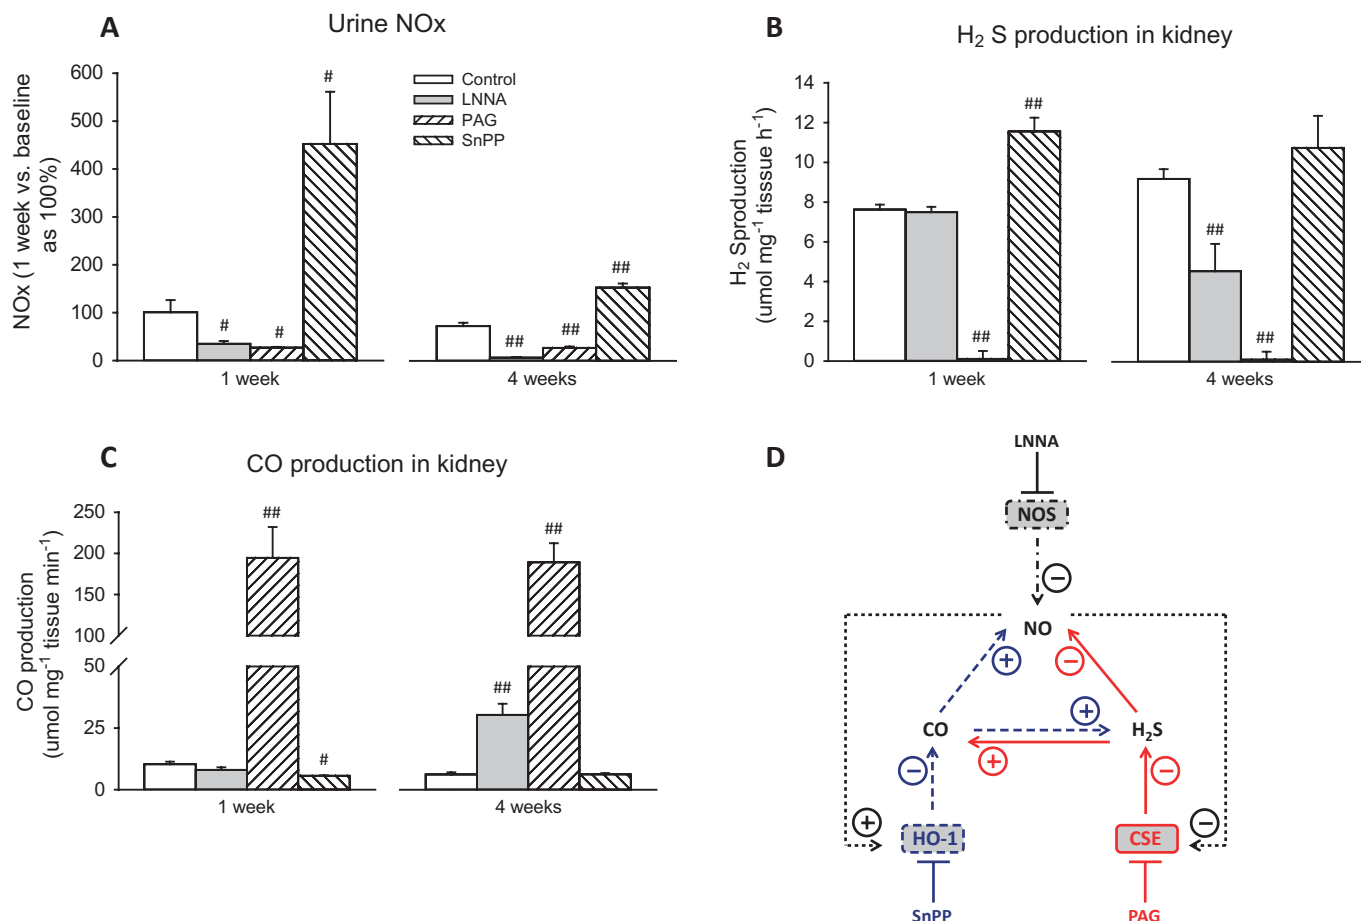 A
Urine NOx
NOx (1 week vs. baseline
as 100%)
600
500
400
300
200
100
0
#
#
#
##
##
##
1 week
4 weeks
Control
LNNA
PAG
SnPP
B
H₂ S production in kidney
H₂ Sproduction
(umol mg⁻¹ tisssue h⁻¹)
14
12
10
8
6
4
2
0
##
##
##
##
1 week
4 weeks
C
CO production in kidney
CO production
(umol mg⁻¹ tissue min⁻¹)
250
200
150
100
50
25
0
##
#
##
##
1 week
4 weeks
D
LNNA
NOS
−
NO
+
−
CO
+
H₂S
+
−
−
+
HO-1
CSE
−
SnPP
PAG